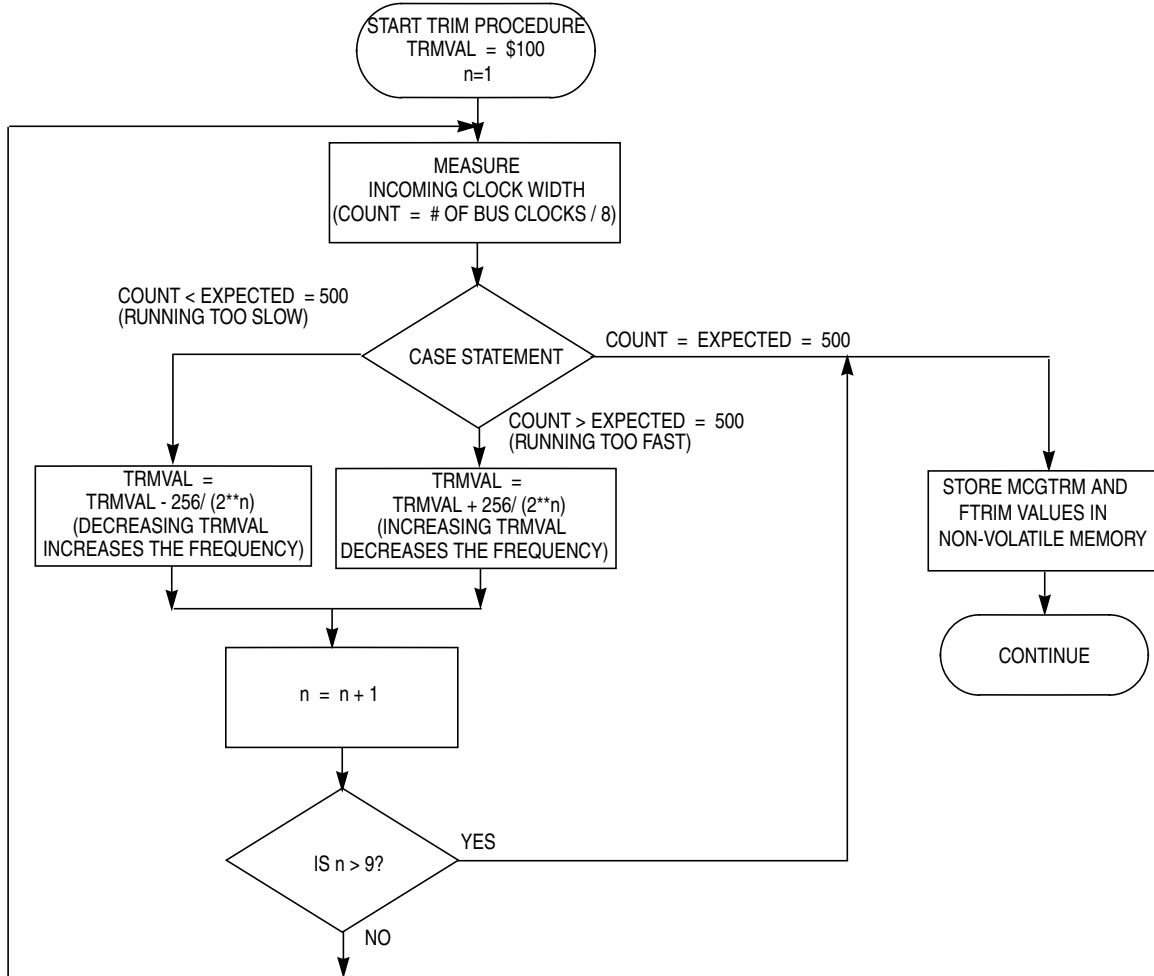 START TRIM PROCEDURE
TRMVAL = $100
n=1
MEASURE
INCOMING CLOCK WIDTH
(COUNT = # OF BUS CLOCKS / 8)
COUNT < EXPECTED = 500
(RUNNING TOO SLOW)
CASE STATEMENT
COUNT = EXPECTED = 500
COUNT > EXPECTED = 500
(RUNNING TOO FAST)
TRMVAL =
TRMVAL - 256/ (2**n)
(DECREASING TRMVAL
INCREASES THE FREQUENCY)
TRMVAL =
TRMVAL + 256/ (2**n)
(INCREASING TRMVAL
DECREASES THE FREQUENCY)
STORE MCGTRM AND
FTRIM VALUES IN
NON-VOLATILE MEMORY
CONTINUE
n = n + 1
IS n > 9?
YES
NO